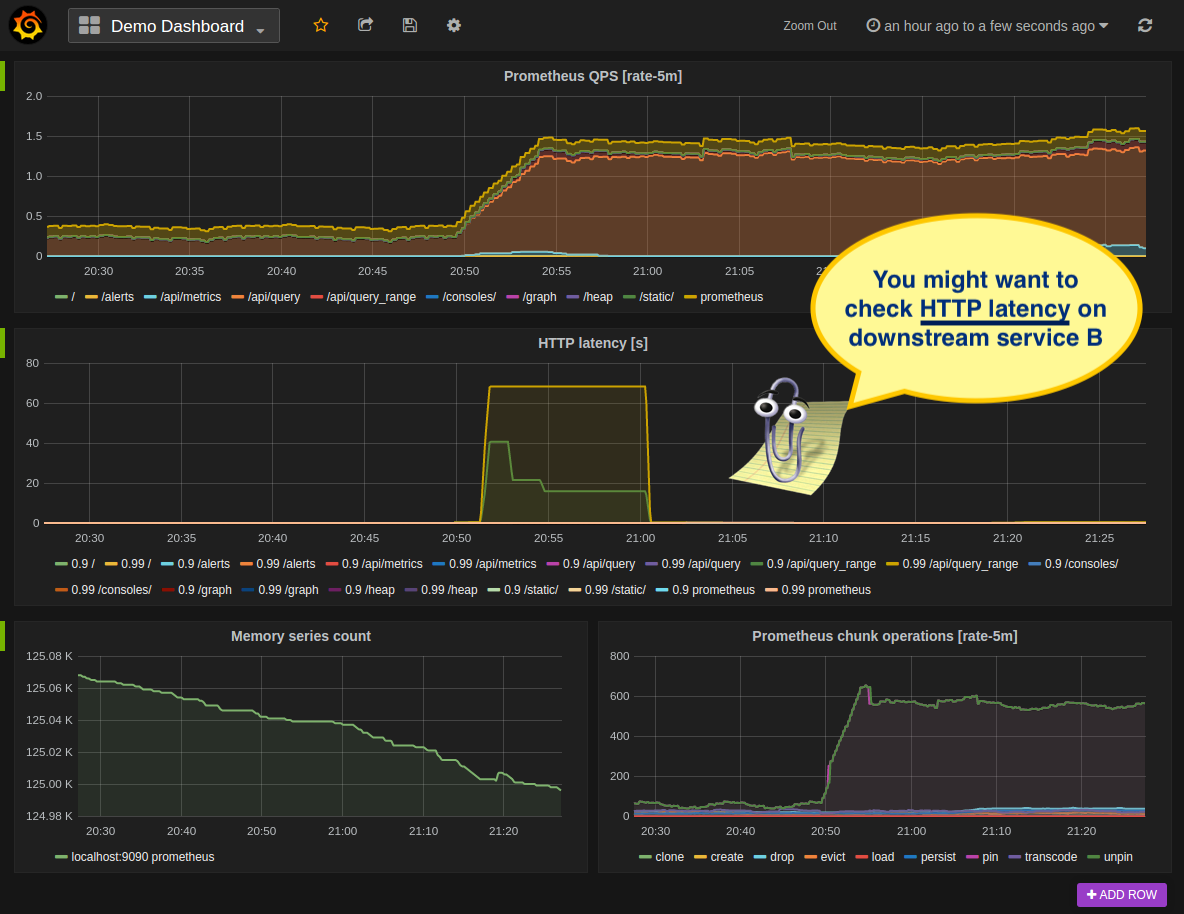 Demo Dashboard
Zoom Out
an hour ago to a few seconds ago
Prometheus QPS [rate-5m]
2.0
1.5
1.0
0.5
0
20:30 20:35 20:40 20:45 20:50 20:55 21:00 21:05
/ /alerts /api/metrics /api/query /api/query_range /consoles/ /graph /heap /static/ prometheus
You might want to
check HTTP latency on
downstream service B
HTTP latency [s]
80
60
40
20
0
20:30 20:35 20:40 20:45 20:50 20:55 21:00 21:05 21:10 21:15 21:20 21:25
0.9 / 0.99 / 0.9 /alerts 0.99 /alerts 0.9 /api/metrics 0.99 /api/metrics 0.9 /api/query 0.99 /api/query 0.9 /api/query_range 0.99 /api/query_range 0.9 /consoles/
0.99 /consoles/ 0.9 /graph 0.99 /graph 0.9 /heap 0.99 /heap 0.9 /static/ 0.99 /static/ 0.9 prometheus 0.99 prometheus
Memory series count
125.08 K
125.06 K
125.04 K
125.02 K
125.00 K
124.98 K
20:30 20:40 20:50 21:00 21:10 21:20
localhost:9090 prometheus
Prometheus chunk operations [rate-5m]
800
600
400
200
0
20:30 20:40 20:50 21:00 21:10 21:20
clone create drop evict load persist pin transcode unpin
ADD ROW